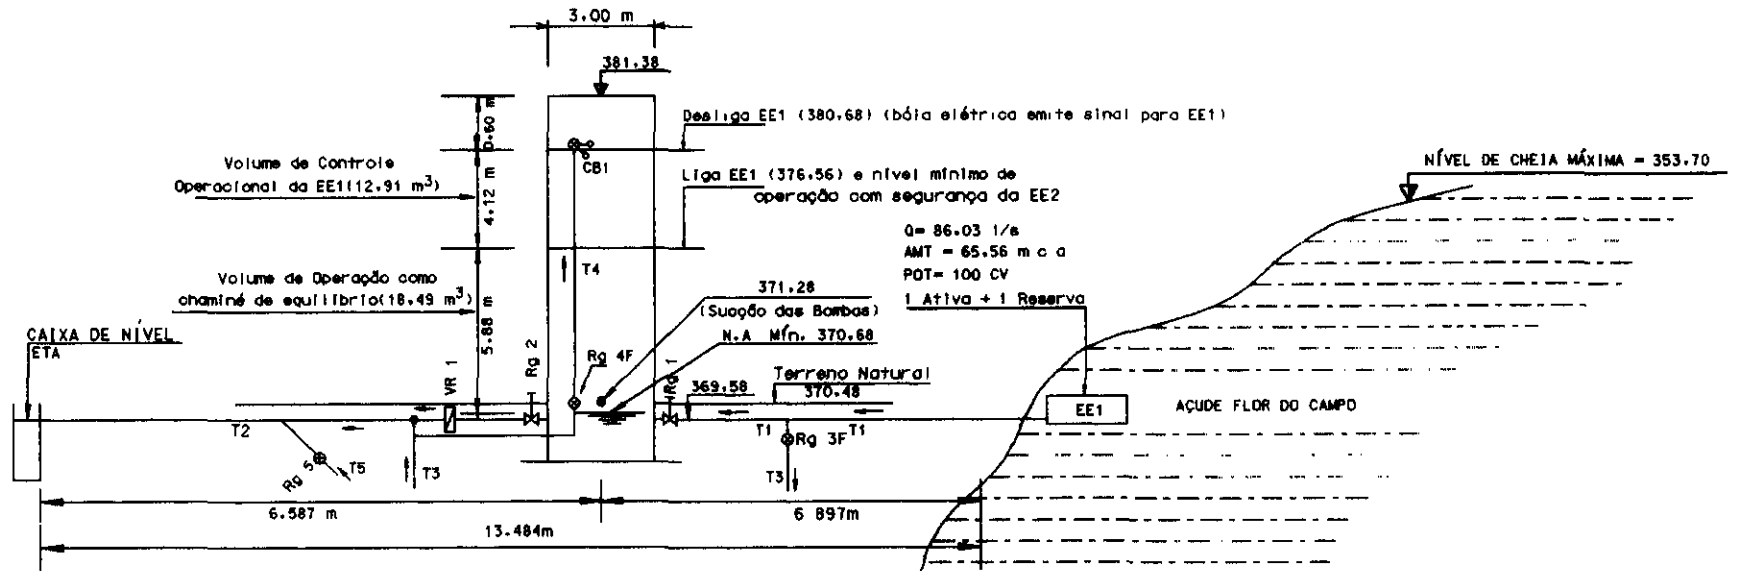 3.00 m
381.38
0.60 m
Desliga EE1 (380.68) (bóia elétrica emite sinal para EE1)
CB1
Volume de Controle
Operacional da EE1(12.91 m³)
4.12 m
Liga EE1 (376.56) e nível mínimo de
operação com segurança da EE2
NÍVEL DE CHEIA MÁXIMA = 353.70
Q= 86.03 l/s
AMT = 65.56 m c a
POT= 100 CV
1 Ativa + 1 Reserva
T4
Volume de Operação como
chaminé de equilíbrio(18.49 m³)
5.88 m
371.28
(Sucção das Bombas)
N.A Mín. 370.68
CAIXA DE NÍVEL
ETA
VR 1
Rg 2
Rg 4F
Rg 1
369.58
Terreno Natural
370.48
EE1
AÇUDE FLOR DO CAMPO
T2
T1
T1
Rg 3F
Rg 5
T5
T3
T3
6.587 m
6 897m
13.484m